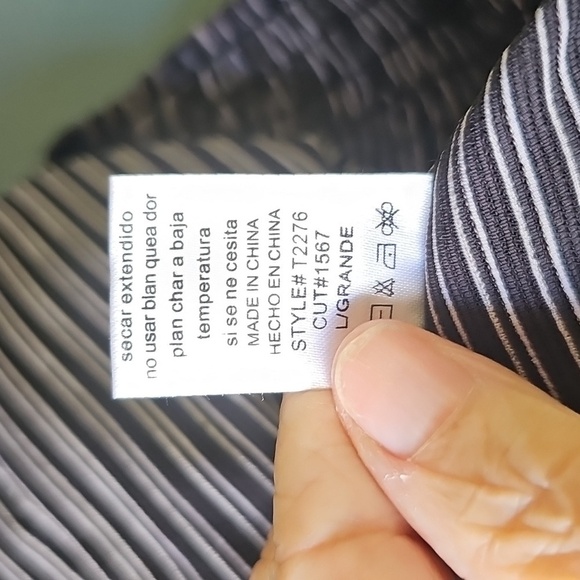 secar extendido
no usar blan quea dor
plan char a baja
temperatura
si se ne cesita
MADE IN CHINA
HECHO EN CHINA
STYLE# T2276
CUT#1567
L/GRANDE